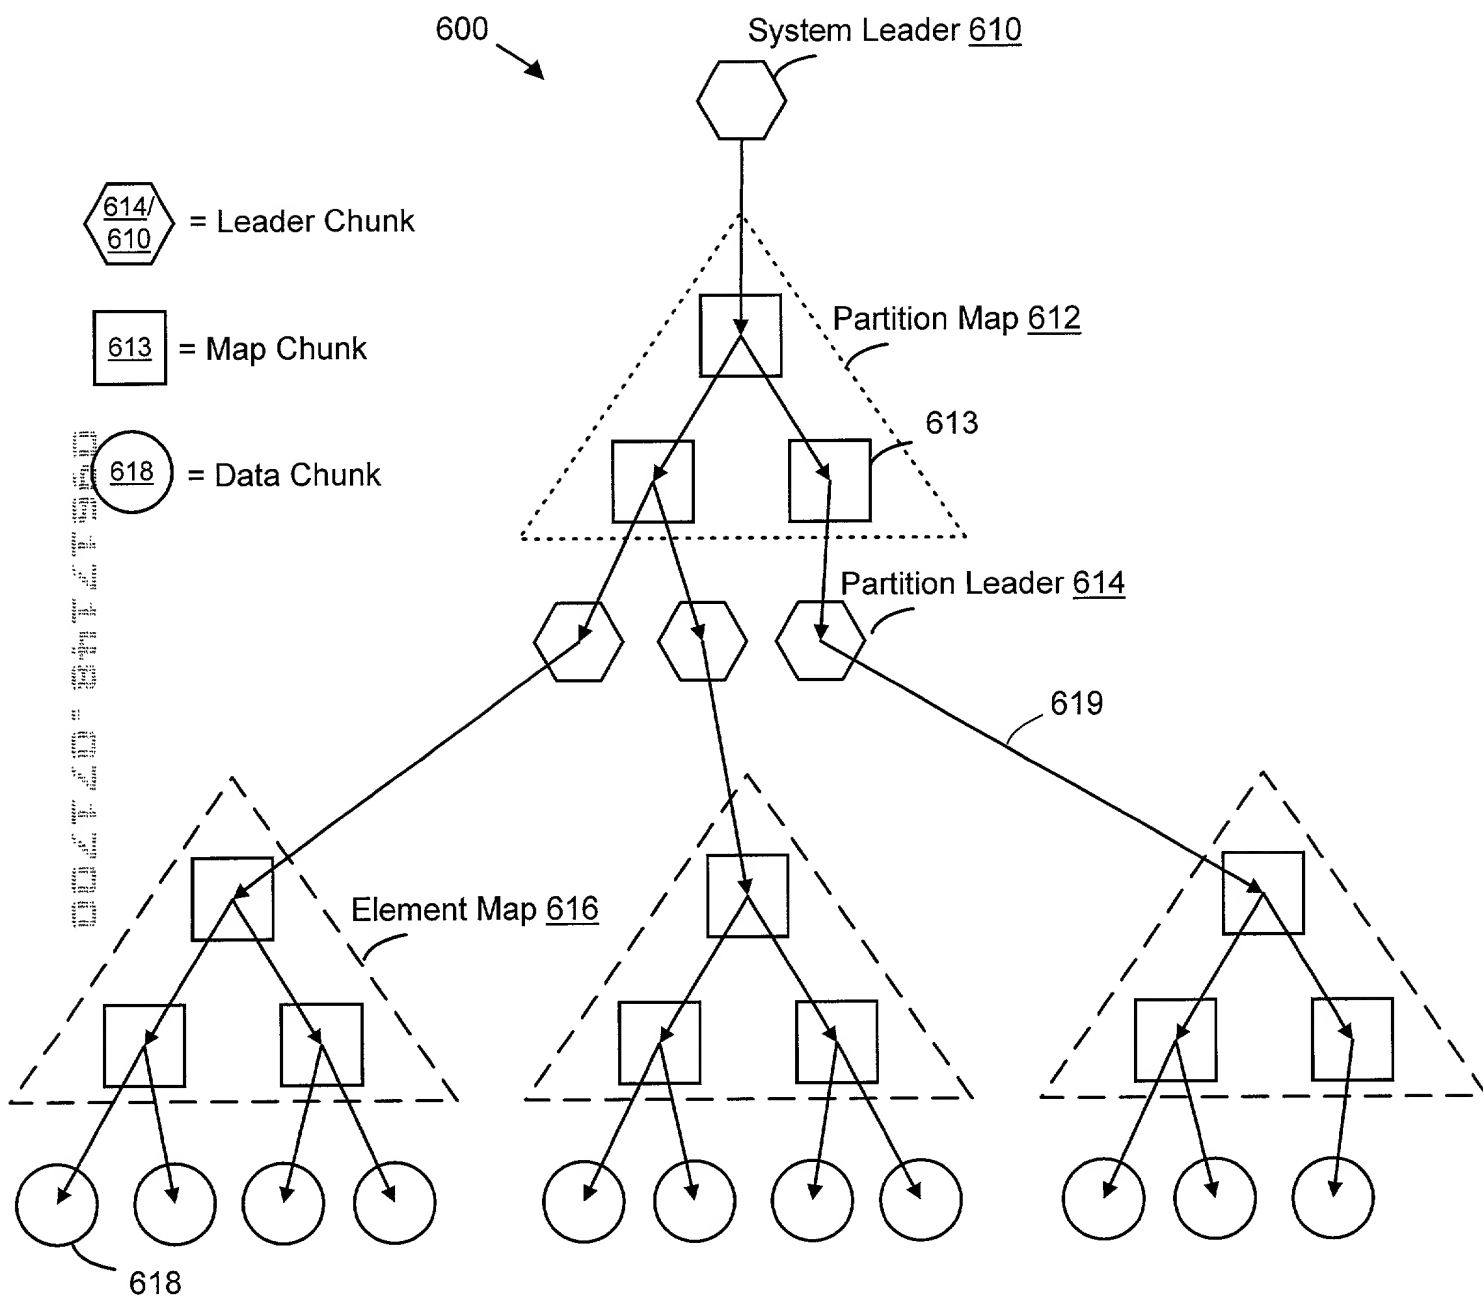 600
System Leader 610
614/
610
= Leader Chunk
Partition Map 612
613
= Map Chunk
613
618
= Data Chunk
Partition Leader 614
619
Element Map 616
618